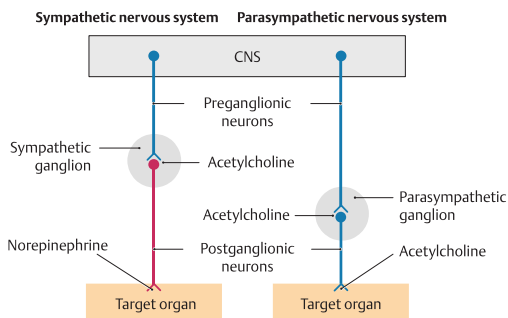 Sympathetic nervous system
Parasympathetic nervous system
CNS
Preganglionic
neurons
Sympathetic
ganglion
Acetylcholine
Parasympathetic
ganglion
Acetylcholine
Norepinephrine
Postganglionic
neurons
Acetylcholine
Target organ
Target organ